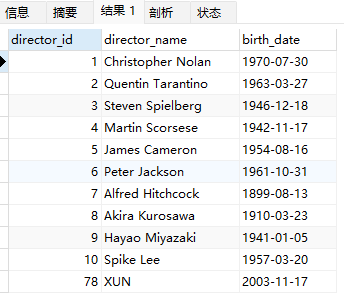 信息 摘要 结果 1 剖析 状态
director_id director_name birth_date
1 Christopher Nolan 1970-07-30
2 Quentin Tarantino 1963-03-27
3 Steven Spielberg 1946-12-18
4 Martin Scorsese 1942-11-17
5 James Cameron 1954-08-16
6 Peter Jackson 1961-10-31
7 Alfred Hitchcock 1899-08-13
8 Akira Kurosawa 1910-03-23
9 Hayao Miyazaki 1941-01-05
10 Spike Lee 1957-03-20
78 XUN 2003-11-17